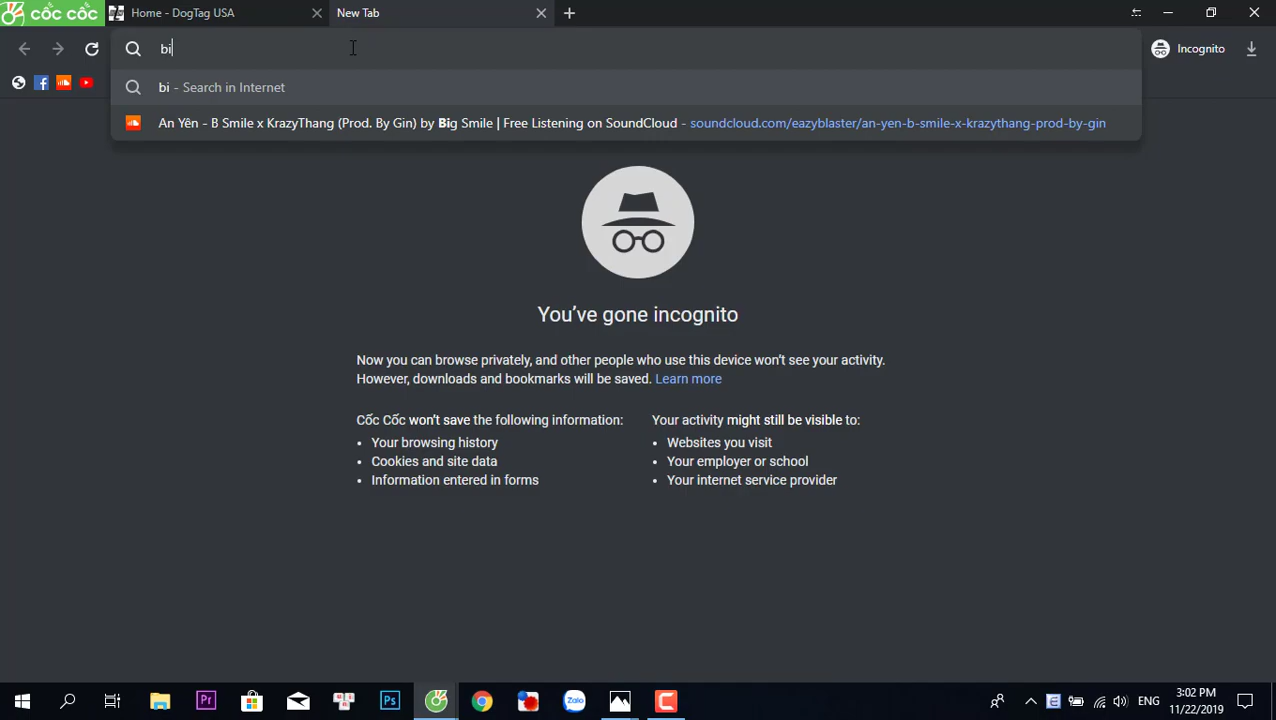 cốc cốc
Home - DogTag USA
New Tab
bi
Incognito
bi - Search in Internet
An Yên - B Smile x KrazyThang (Prod. By Gin) by Big Smile | Free Listening on SoundCloud - soundcloud.com/eazyblaster/an-yen-b-smile-x-krazythang-prod-by-gin
You've gone incognito
Now you can browse privately, and other people who use this device won't see your activity.
However, downloads and bookmarks will be saved. Learn more
Cốc Cốc won't save the following information:
• Your browsing history
• Cookies and site data
• Information entered in forms
Your activity might still be visible to:
• Websites you visit
• Your employer or school
• Your internet service provider
Pr
Ps
Zalo
C
E
ENG
3:02 PM
11/22/2019